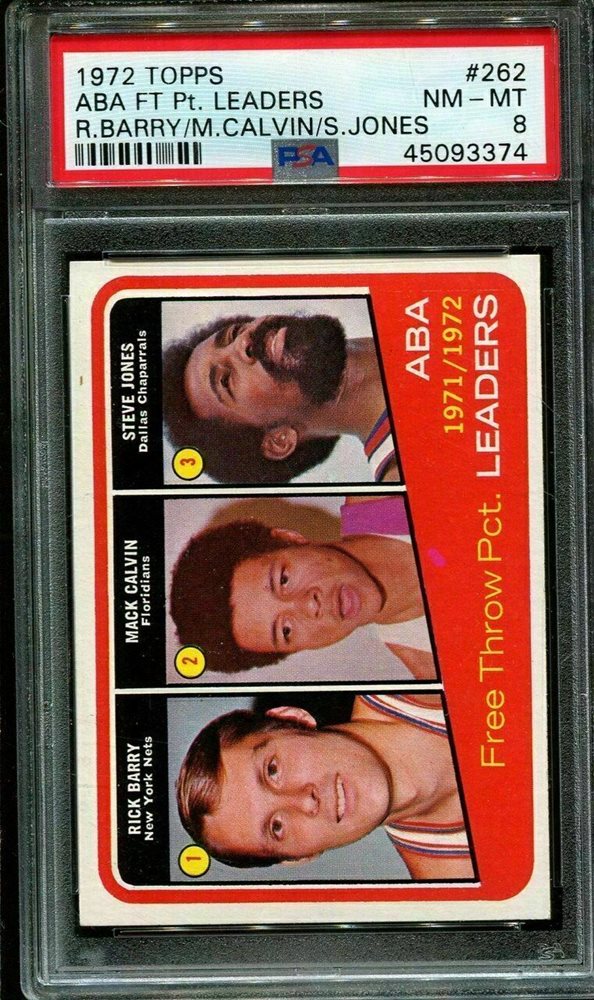 1972 TOPPS #262
ABA FT Pt. LEADERS NM - MT
R.BARRY/M.CALVIN/S.JONES 8
PSA 45093374
RICK BARRY
New York Nets
1
MACK CALVIN
Floridians
2
STEVE JONES
Dallas Chaparrals
3
ABA
1971/1972
Free Throw Pct. LEADERS